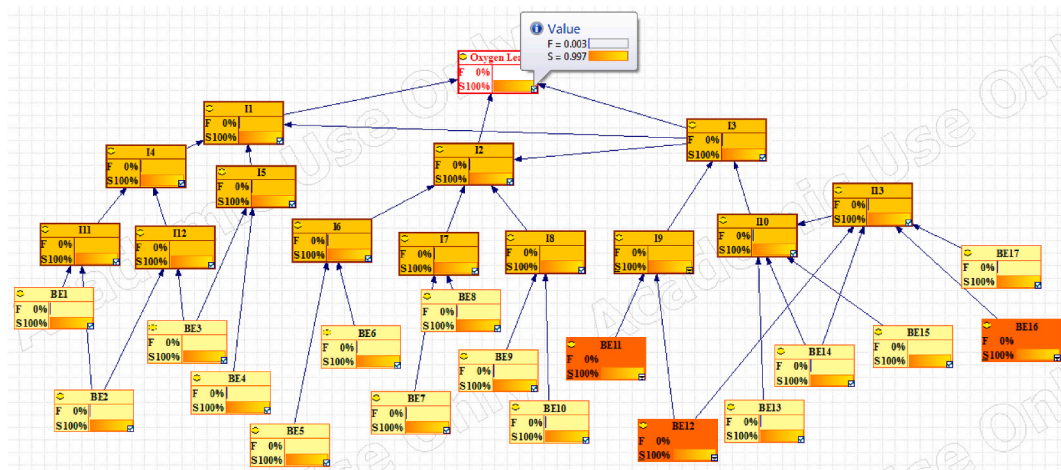 Value
F = 0.003
S = 0.997
Oxygen Lea
F 0%
S100%
I1
F 0%
S100%
I3
F 0%
S100%
I2
F 0%
S100%
I4
F 0%
S100%
I5
F 0%
S100%
I13
F 0%
S100%
I11
F 0%
S100%
I12
F 0%
S100%
I6
F 0%
S100%
I7
F 0%
S100%
I8
F 0%
S100%
I9
F 0%
S100%
I10
F 0%
S100%
BE17
F 0%
S100%
BE1
F 0%
S100%
BE8
F 0%
S100%
BE3
F 0%
S100%
BE6
F 0%
S100%
BE16
F 0%
S100%
BE15
F 0%
S100%
BE11
F 0%
S100%
BE14
F 0%
S100%
BE9
F 0%
S100%
BE4
F 0%
S100%
BE2
F 0%
S100%
BE7
F 0%
S100%
BE10
F 0%
S100%
BE13
F 0%
S100%
BE12
F 0%
S100%
BE5
F 0%
S100%
Academic Use Only
Academic Use Only